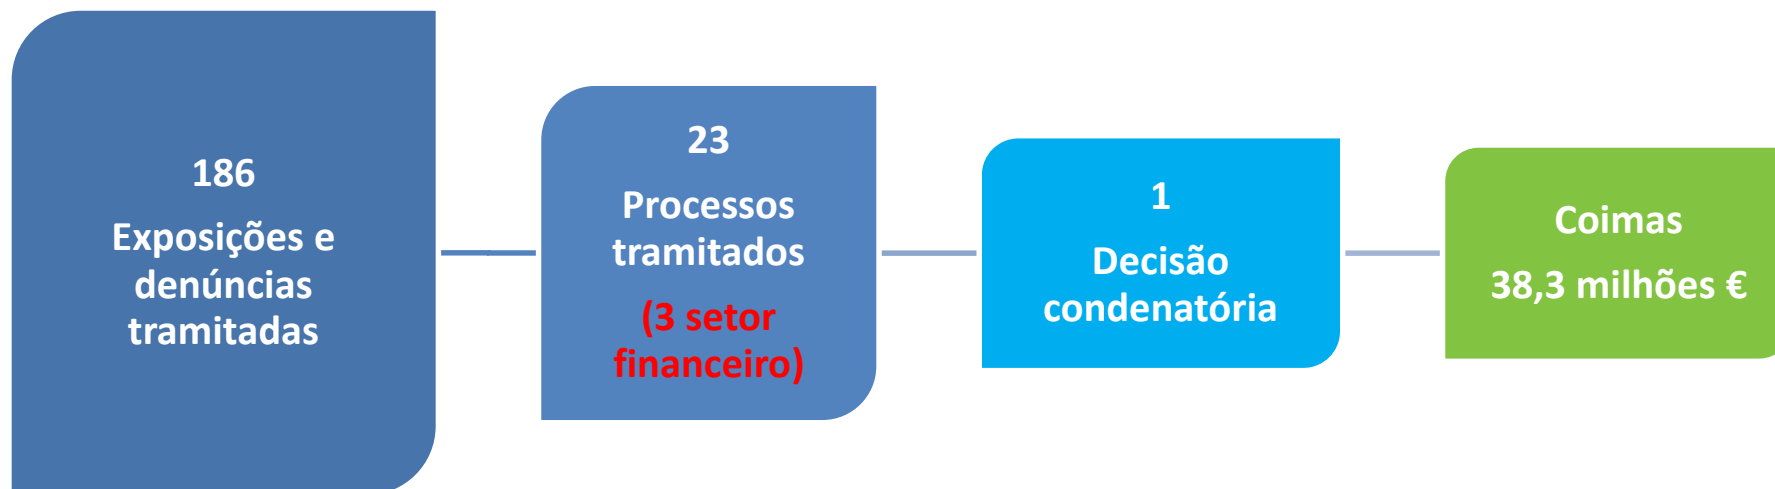 186
Exposições e
denúncias
tramitadas
23
Processos
tramitados
(3 setor
financeiro)
1
Decisão
condenatória
Coimas
38,3 milhões €